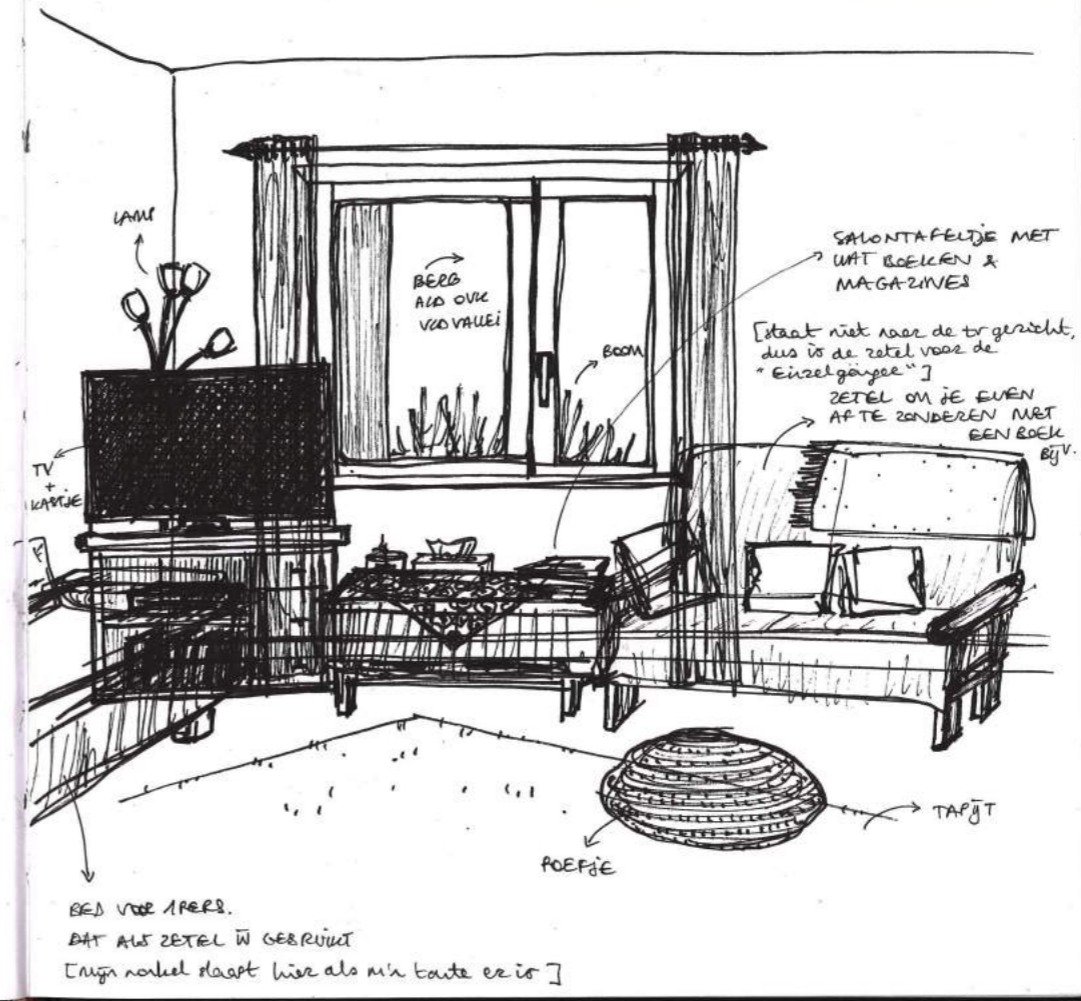 LAMP
BERG
ALS OOK
VALLEI
BOOM
SALONTAFELTJE MET
WAT BOEKEN &
MAGAZINES
[staat niet naar de tv gericht,
dus is de zetel voor de
"Einzelgänger"]
ZETEL OM JE EVEN
AF TE ZONDEREN MET
EEN BOEK
BIJV.
TV
+
KASTJE
TAPIJT
POEFJE
BED VOOR 1 PERS.
DAT ALS ZETEL IS GEBRUIKT
[mijn nonkel slaapt hier als m'n tante er is]